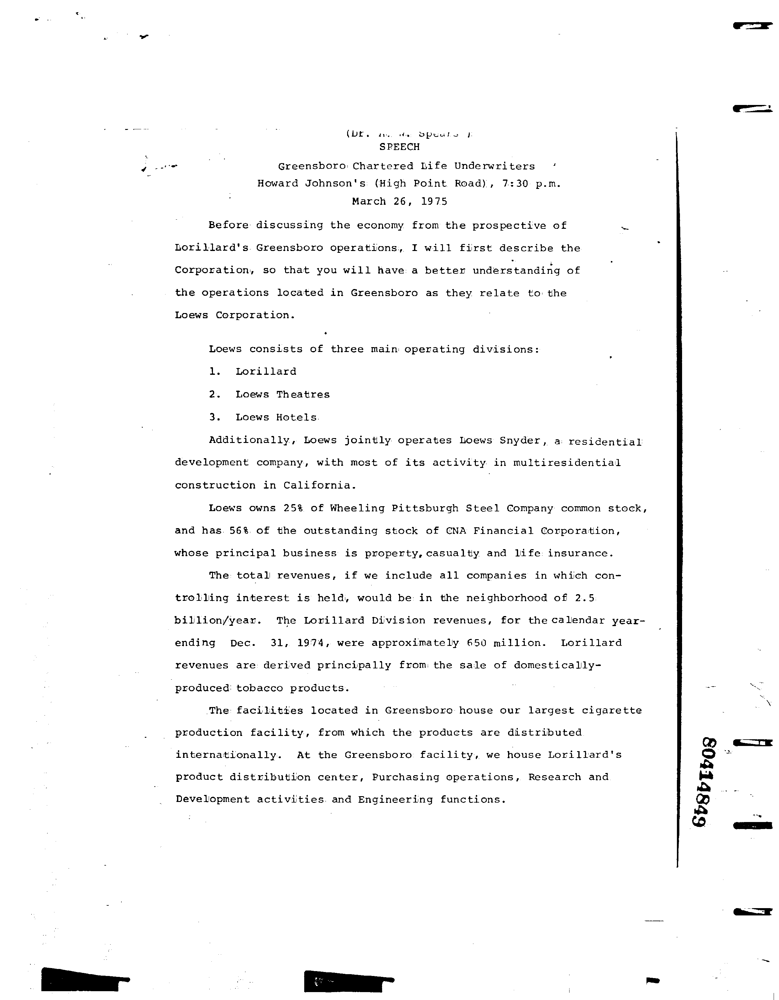 (Dr.
SPEECH
Greensboro Chartered Life Underwriters
Howard Johnson's (High Point Road), 7:30 p.m.
March 26, 1975
Before discussing the economy from the prospective of
Lorillard's Greensboro operations, I will first describe the
Corporation, so that you will have a better understanding of
the operations located in Greensboro as they relate to the
Loews Corporation.
Loews consists of three main operating divisions:
1. Lorillard
2. Loews Theatres
3. Loews Hotels
Additionally, Loews jointly operates Loews Snyder, a residential
development company, with most of its activity in multiresidential
construction in California.
Loews owns 25% of Wheeling Pittsburgh Steel Company common stock,
and has 56% of the outstanding stock of CNA Financial Corporation,
whose principal business is property, casualty and life insurance.
The total revenues, if we include all companies in which con-
trolling interest is held, would be in the neighborhood of 2.5
billion/year. The Lorillard Division revenues, for the calendar year-
ending Dec. 31, 1974, were approximately 650 million. Lorillard
revenues are derived principally from the sale of domestically-
produced tobacco products.
The facilities located in Greensboro house our largest cigarette
production facility, from which the products are distributed
internationally. At the Greensboro facility, we house Lorillard's
product distribution center, Purchasing operations, Research and
Development activities and Engineering functions.
80414849